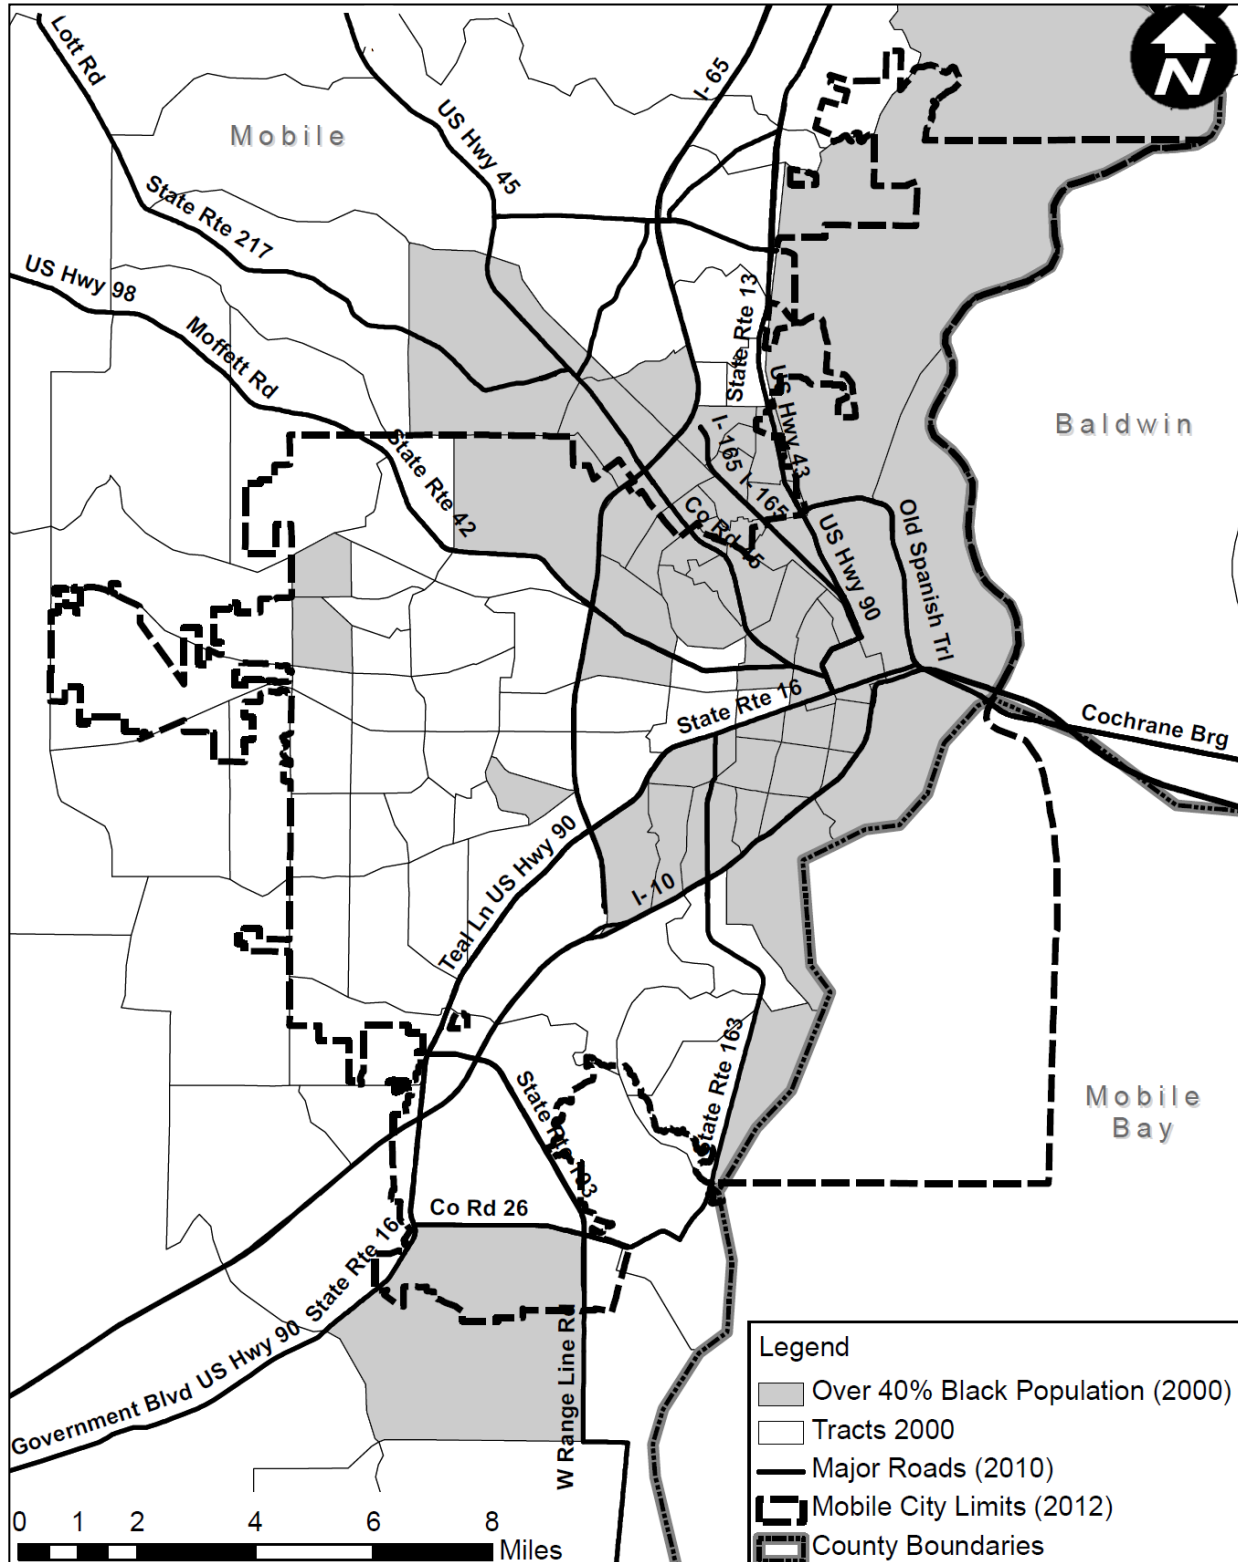 N
Lott Rd
I- 65
US Hwy 45
Mobile
State Rte 217
US Hwy 98
Moffett Rd
State Rte 13
US Hwy 43
Baldwin
State Rte 42
I- 165
I- 165
Co Rd 45
US Hwy 90
Old Spanish Trl
State Rte 16
Cochrane Brg
Teal Ln US Hwy 90
I- 10
State Rte 163
State Rte 193
Mobile
Bay
Co Rd 26
State Rte 16
Government Blvd US Hwy 90
W Range Line Rd
Legend
Over 40% Black Population (2000)
Tracts 2000
Major Roads (2010)
Mobile City Limits (2012)
County Boundaries
0 1 2 4 6 8
Miles